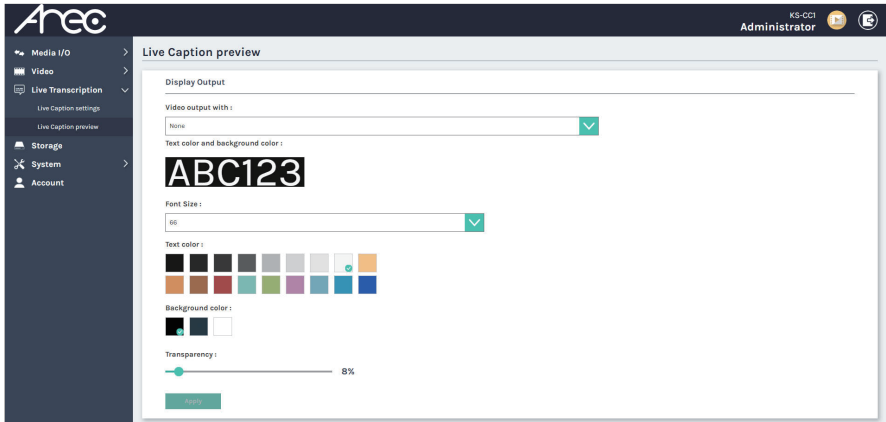 Arec
KS-CC1
Administrator
Media I/O
Video
Live Transcription
Live Caption settings
Live Caption preview
Storage
System
Account
Live Caption preview
Display Output
Video output with :
None
Text color and background color :
ABC123
Font Size :
66
Text color :
Background color :
Transparency :
8%
Apply